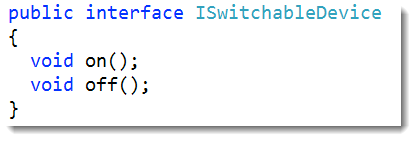 public interface ISwitchableDevice
{
  void on();
  void off();
}